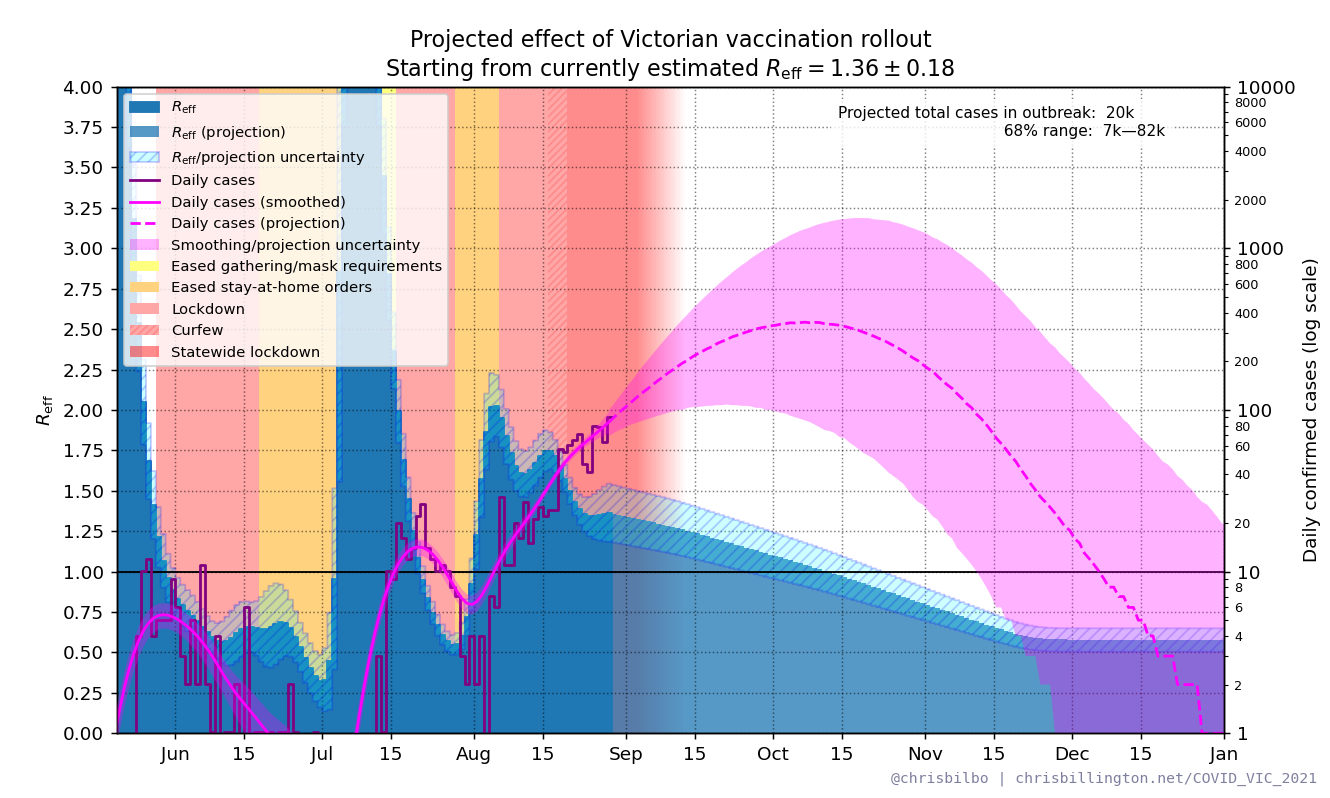 Projected effect of Victorian vaccination rollout
Starting from currently estimated Reff = 1.36 ± 0.18
Projected total cases in outbreak: 20k
68% range: 7k—82k
Reff
Reff (projection)
Reff/projection uncertainty
Daily cases
Daily cases (smoothed)
Daily cases (projection)
Smoothing/projection uncertainty
Eased gathering/mask requirements
Eased stay-at-home orders
Lockdown
Curfew
Statewide lockdown
Reff
4.00
3.75
3.50
3.25
3.00
2.75
2.50
2.25
2.00
1.75
1.50
1.25
1.00
0.75
0.50
0.25
0.00
10000
8000
6000
4000
2000
1000
800
600
400
200
100
80
60
40
20
10
8
6
4
2
1
Daily confirmed cases (log scale)
Jun 15 Jul 15 Aug 15 Sep 15 Oct 15 Nov 15 Dec 15 Jan
@chrisbilbo | chrisbillington.net/COVID_VIC_2021